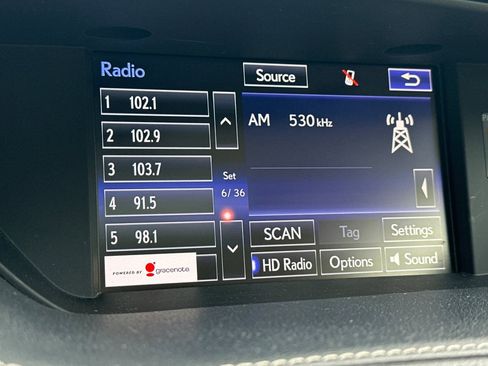 Radio
Source
1 102.1
2 102.9
3 103.7
4 91.5
5 98.1
POWERED BY gracenote
Set
6/ 36
AM 530 kHz
SCAN
Tag
Settings
HD Radio
Options
Sound